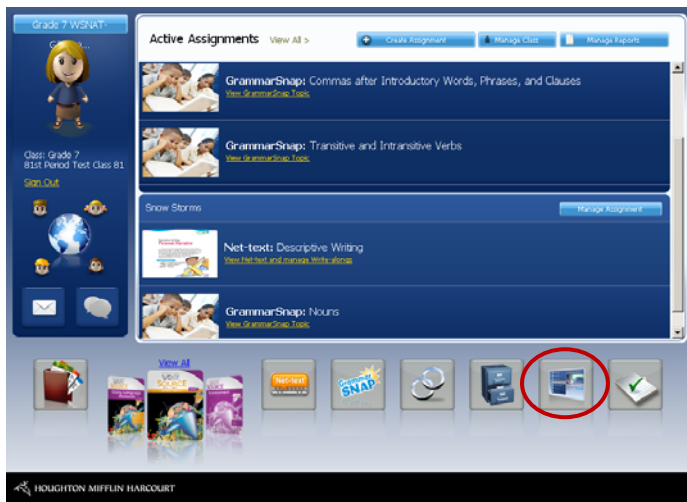 Grade 7 WSNAT-
Active Assignments View All >
Create Assignment
Manage Class
Manage Reports
GrammarSnap: Commas after Introductory Words, Phrases, and Clauses
View GrammarSnap Topic
GrammarSnap: Transitive and Intransitive Verbs
View GrammarSnap Topic
Class: Grade 7
81st Period Test Class 81
Sign Out
Snow Storms
Manage Assignment
Net-text: Descriptive Writing
View Net-text and manage Write-alongs
GrammarSnap: Nouns
View GrammarSnap Topic
View All
SOURCE
Net-text
Grammar
SNAP
HOUGHTON MIFFLIN HARCOURT